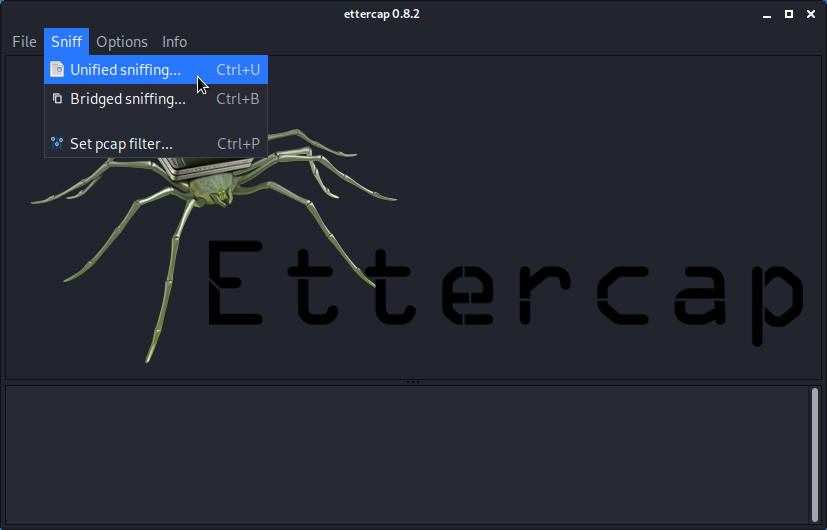 ettercap 0.8.2
File Sniff Options Info
Unified sniffing... Ctrl+U
Bridged sniffing... Ctrl+B
Set pcap filter... Ctrl+P
Ettercap